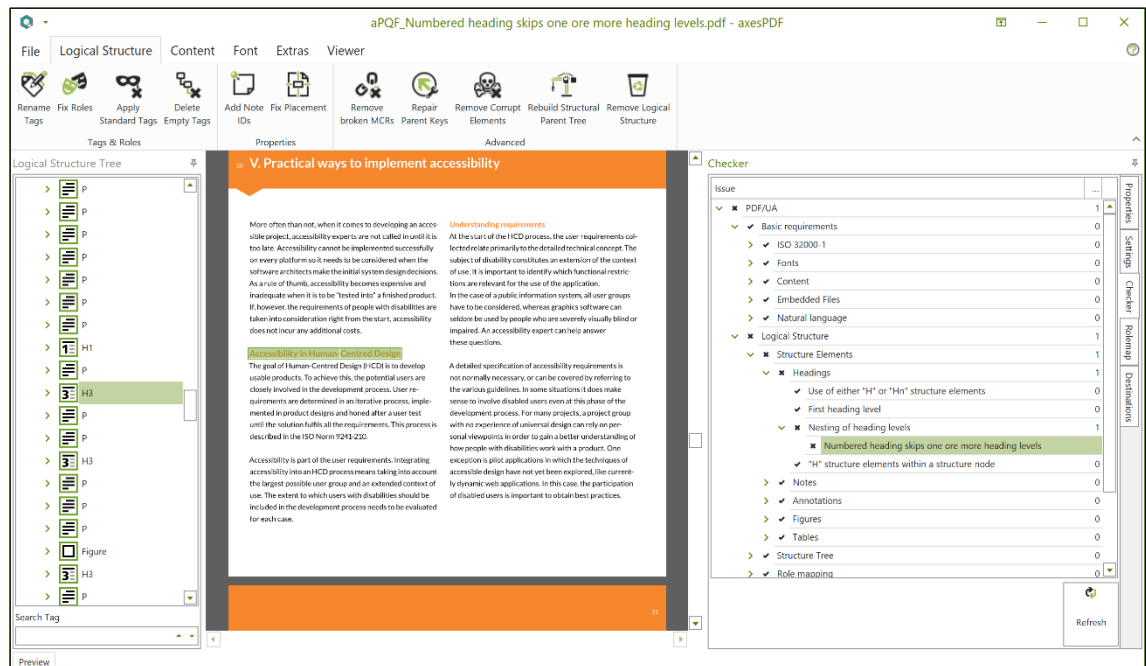 aPQF_Numbered heading skips one ore more heading levels.pdf - axesPDF
File Logical Structure Content Font Extras Viewer
Rename Tags
Fix Roles
Apply Standard Tags
Delete Empty Tags
Add Note IDs
Fix Placement
Remove broken MCRs
Repair Parent Keys
Remove Corrupt Elements
Rebuild Structural Parent Tree
Remove Logical Structure
Tags & Roles
Properties
Advanced
Logical Structure Tree
P
P
P
P
P
P
P
H1
P
H3
P
P
H3
P
P
P
Figure
H3
P
Search Tag
Preview
20 V. Practical ways to implement accessibility
More often than not, when it comes to developing an acces-
sible project, accessibility experts are not called in until it is
too late. Accessibility cannot be implemented successfully
on every platform so it needs to be considered when the
software architects make the initial system design decisions.
As a rule of thumb, accessibility becomes expensive and
inadequate when it is to be "tested into" a finished product.
If, however, the requirements of people with disabilities are
taken into consideration right from the start, accessibility
does not incur any additional costs.
Accessibility in Human-Centred Design
The goal of Human-Centred Design (HCD) is to develop
usable products. To achieve this, the potential users are
closely involved in the development process. User re-
quirements are determined in an iterative process, imple-
mented in product designs and honed after a user test
until the solution fulfils all the requirements. This process is
described in the ISO Norm 9241-210.
Accessibility is part of the user requirements. Integrating
accessibility into an HCD process means taking into account
the largest possible user group and an extended context of
use. The extent to which users with disabilities should be
included in the development process needs to be evaluated
for each case.
Understanding requirements
At the start of the HCD process, the user requirements col-
lected relate primarily to the detailed technical concept. The
subject of disability constitutes an extension of the context
of use. It is important to identify which functional restric-
tions are relevant for the use of the application.
In the case of a public information system, all user groups
have to be considered, whereas graphics software can
seldom be used by people who are severely visually blind or
impaired. An accessibility expert can help answer
these questions.
A detailed specification of accessibility requirements is
not normally necessary, or can be covered by referring to
the various guidelines. In some situations it does make
sense to involve disabled users even at this phase of the
development process. For many projects, a project group
with no experience of universal design can rely on per-
sonal viewpoints in order to gain a better understanding of
how people with disabilities work with a product. One
exception is pilot applications in which the techniques of
accessible design have not yet been explored, like current-
ly dynamic web applications. In this case, the participation
of disabled users is important to obtain best practices.
21
Checker
Issue ...
PDF/UA 1
Basic requirements 0
ISO 32000-1 0
Fonts 0
Content 0
Embedded Files 0
Natural language 0
Logical Structure 1
Structure Elements 1
Headings 1
Use of either "H" or "Hn" structure elements 0
First heading level 0
Nesting of heading levels 1
Numbered heading skips one ore more heading levels
"H" structure elements within a structure node 0
Notes 0
Annotations 0
Figures 0
Tables 0
Structure Tree 0
Role mapping 0
Refresh
Properties
Settings
Checker
Rolemap
Destinations